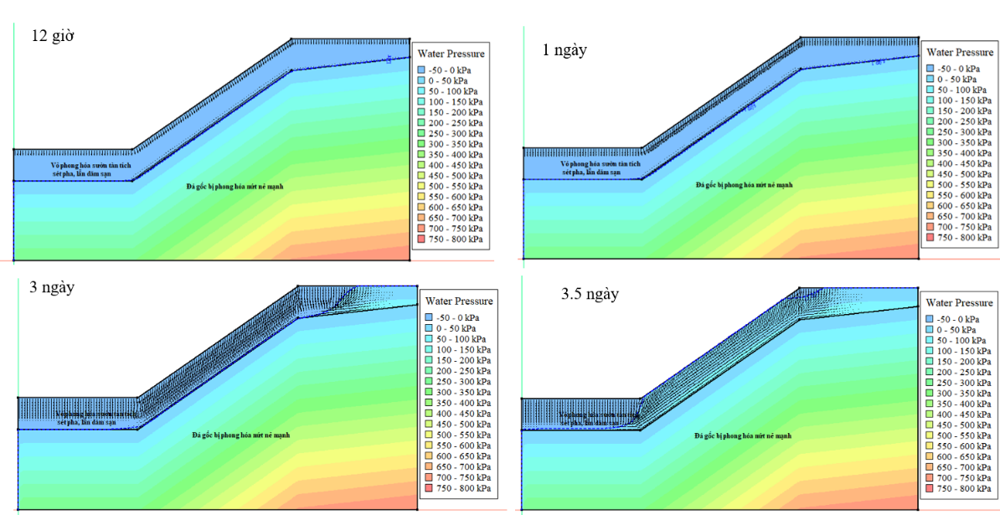 12 giờ
Water Pressure
-50 - 0 kPa
0 - 50 kPa
50 - 100 kPa
100 - 150 kPa
150 - 200 kPa
200 - 250 kPa
250 - 300 kPa
300 - 350 kPa
350 - 400 kPa
400 - 450 kPa
450 - 500 kPa
500 - 550 kPa
550 - 600 kPa
600 - 650 kPa
650 - 700 kPa
700 - 750 kPa
750 - 800 kPa
Vỏ phong hóa sườn tàn tích
sét pha, lẫn dăm sạn
Đá gốc bị phong hóa nứt nẻ mạnh
1 ngày
Water Pressure
-50 - 0 kPa
0 - 50 kPa
50 - 100 kPa
100 - 150 kPa
150 - 200 kPa
200 - 250 kPa
250 - 300 kPa
300 - 350 kPa
350 - 400 kPa
400 - 450 kPa
450 - 500 kPa
500 - 550 kPa
550 - 600 kPa
600 - 650 kPa
650 - 700 kPa
700 - 750 kPa
750 - 800 kPa
Vỏ phong hóa sườn tàn tích
sét pha, lẫn dăm sạn
Đá gốc bị phong hóa nứt nẻ mạnh
3 ngày
Water Pressure
-50 - 0 kPa
0 - 50 kPa
50 - 100 kPa
100 - 150 kPa
150 - 200 kPa
200 - 250 kPa
250 - 300 kPa
300 - 350 kPa
350 - 400 kPa
400 - 450 kPa
450 - 500 kPa
500 - 550 kPa
550 - 600 kPa
600 - 650 kPa
650 - 700 kPa
700 - 750 kPa
750 - 800 kPa
Vỏ phong hóa sườn tàn tích
sét pha, lẫn dăm sạn
Đá gốc bị phong hóa nứt nẻ mạnh
3.5 ngày
Water Pressure
-50 - 0 kPa
0 - 50 kPa
50 - 100 kPa
100 - 150 kPa
150 - 200 kPa
200 - 250 kPa
250 - 300 kPa
300 - 350 kPa
350 - 400 kPa
400 - 450 kPa
450 - 500 kPa
500 - 550 kPa
550 - 600 kPa
600 - 650 kPa
650 - 700 kPa
700 - 750 kPa
750 - 800 kPa
Vỏ phong hóa sườn tàn tích
sét pha, lẫn dăm sạn
Đá gốc bị phong hóa nứt nẻ mạnh